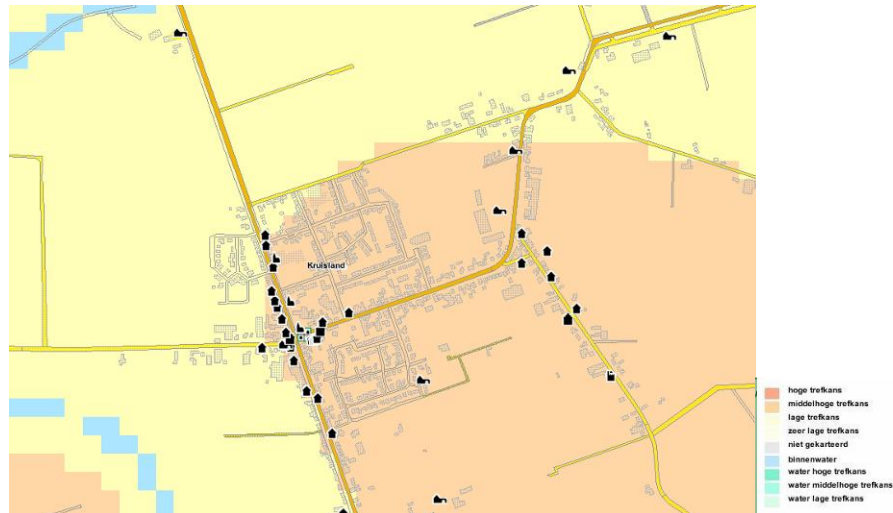 Kruisland
hoge trefkans
middelhoge trefkans
lage trefkans
zeer lage trefkans
niet gekarteerd
binnenwater
water hoge trefkans
water middelhoge trefkans
water lage trefkans